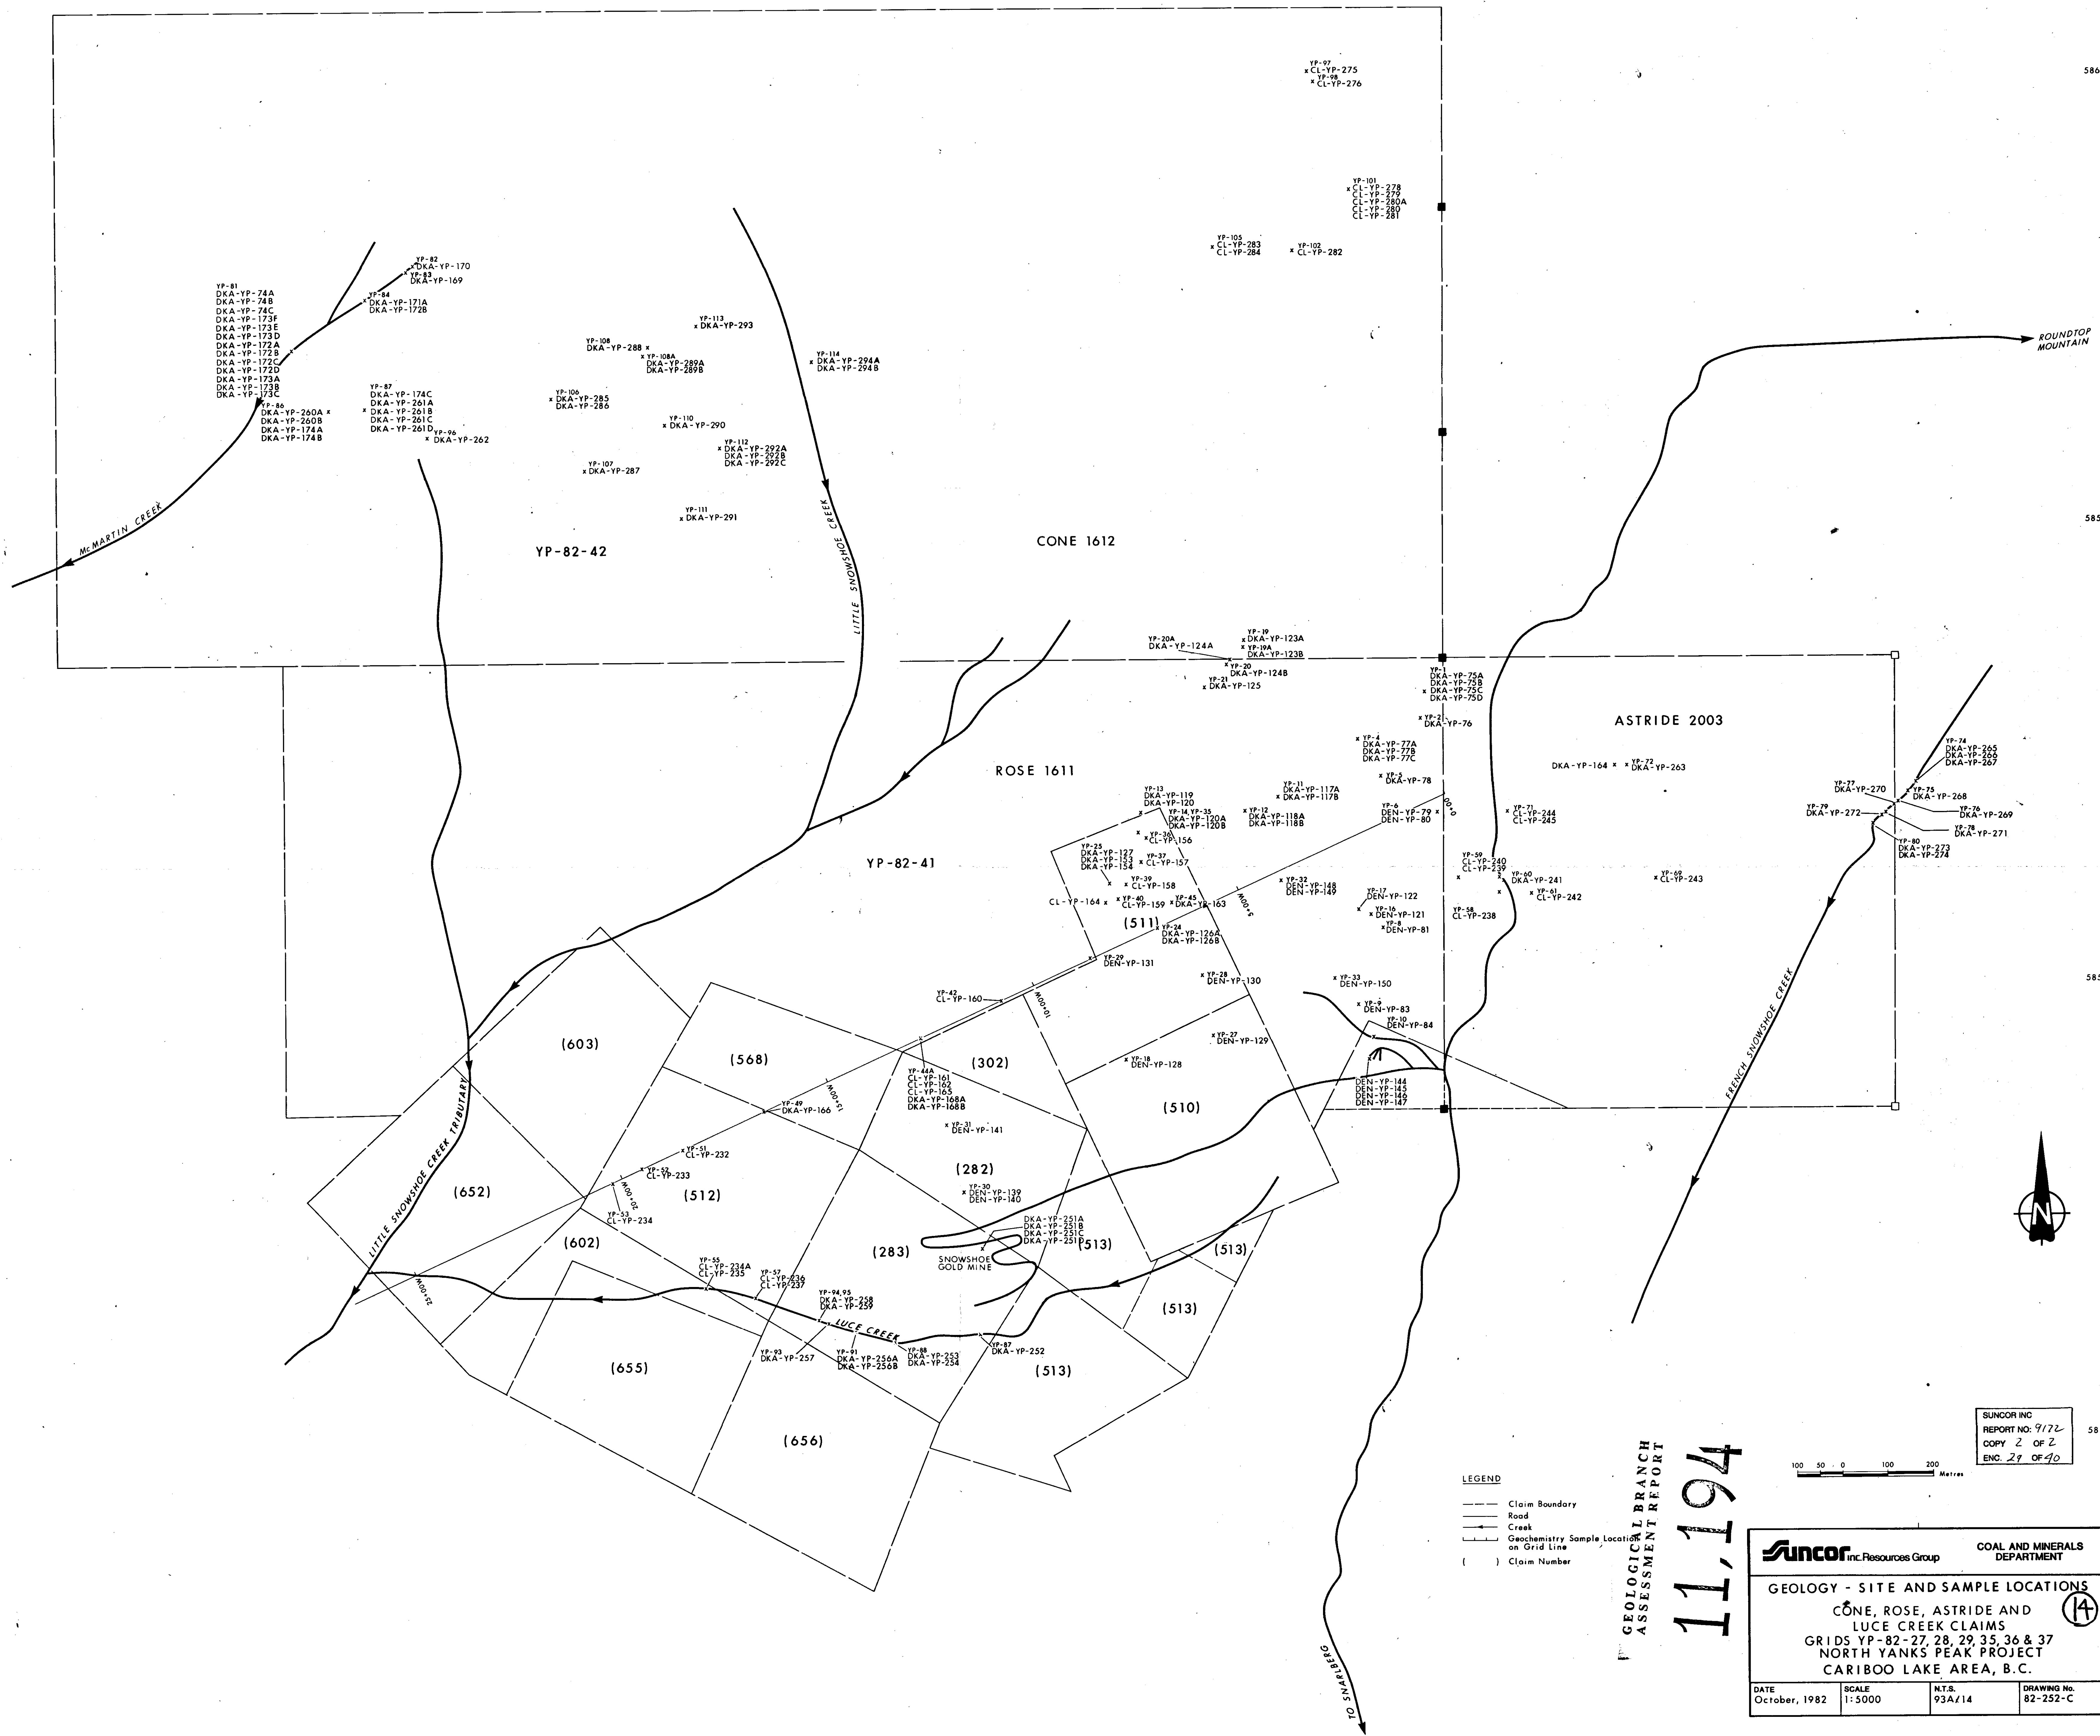 YP-97
CL-YP-275
YP-98
CL-YP-276
586
YP-101
CL-YP-278
CL-YP-279
CL-YP-280A
CL-YP-280
CL-YP-281
YP-105
CL-YP-283
CL-YP-284
YP-102
CL-YP-282
YP-82
DKA-YP-170
YP-83
DKA-YP-169
YP-84
DKA-YP-171A
DKA-YP-172B
YP-81
DKA-YP-74A
DKA-YP-74B
DKA-YP-74C
DKA-YP-173F
DKA-YP-173E
DKA-YP-173D
DKA-YP-172A
DKA-YP-172B
DKA-YP-172C
DKA-YP-172D
DKA-YP-173A
DKA-YP-173B
DKA-YP-173C
YP-86
DKA-YP-260A
DKA-YP-260B
DKA-YP-174A
DKA-YP-174B
YP-87
DKA-YP-174C
DKA-YP-261A
DKA-YP-261B
DKA-YP-261C
DKA-YP-261D
YP-96
DKA-YP-262
YP-113
DKA-YP-293
YP-108
DKA-YP-288
YP-108A
DKA-YP-289A
DKA-YP-289B
YP-114
DKA-YP-294A
DKA-YP-294B
YP-106
DKA-YP-285
DKA-YP-286
YP-110
DKA-YP-290
YP-112
DKA-YP-292A
DKA-YP-292B
DKA-YP-292C
YP-107
DKA-YP-287
YP-111
DKA-YP-291
ROUNDTOP
MOUNTAIN
McMARTIN CREEK
YP-82-42
LITTLE SNOWSHOE CREEK
CONE 1612
585
YP-20A
DKA-YP-124A
YP-19
DKA-YP-123A
YP-19A
DKA-YP-123B
YP-20
DKA-YP-124B
YP-21
DKA-YP-125
YP-1
DKA-YP-75A
DKA-YP-75B
DKA-YP-75C
DKA-YP-75D
YP-2
DKA-YP-76
ASTRIDE 2003
YP-4
DKA-YP-77A
DKA-YP-77B
DKA-YP-77C
YP-5
DKA-YP-78
DKA-YP-164
YP-72
DKA-YP-263
YP-74
DKA-YP-265
DKA-YP-266
DKA-YP-267
YP-77
DKA-YP-270
YP-75
DKA-YP-268
YP-76
DKA-YP-269
YP-79
DKA-YP-272
YP-78
DKA-YP-271
YP-80
DKA-YP-273
DKA-YP-274
ROSE 1611
YP-13
DKA-YP-119
DKA-YP-120
YP-14, YP-35
DKA-YP-120A
DKA-YP-120B
YP-11
DKA-YP-117A
DKA-YP-117B
YP-12
DKA-YP-118A
DKA-YP-118B
YP-6
DEN-YP-79
DEN-YP-80
0+00
YP-71
CL-YP-244
CL-YP-245
YP-36
CL-YP-156
YP-25
DKA-YP-127
DKA-YP-153
DKA-YP-154
YP-37
CL-YP-157
YP-39
CL-YP-158
CL-YP-164
YP-40
CL-YP-159
YP-45
DKA-YP-163
5+00W
YP-32
DEN-YP-148
DEN-YP-149
YP-17
DEN-YP-122
YP-16
DEN-YP-121
YP-8
DEN-YP-81
YP-59
CL-YP-240
CL-YP-239
YP-60
DKA-YP-241
YP-61
CL-YP-242
YP-58
CL-YP-238
YP-69
CL-YP-243
YP-82-41
(511)
YP-24
DKA-YP-126A
DKA-YP-126B
YP-29
DEN-YP-131
YP-28
DEN-YP-130
YP-33
DEN-YP-150
YP-9
DEN-YP-83
YP-10
DEN-YP-84
585
YP-42
CL-YP-160
10+00W
YP-27
DEN-YP-129
YP-18
DEN-YP-128
FRENCH SNOWSHOE CREEK
(603)
(568)
(302)
YP-44A
CL-YP-161
CL-YP-162
CL-YP-165
DKA-YP-168A
DKA-YP-168B
15+00W
YP-49
DKA-YP-166
YP-31
DEN-YP-141
(510)
DEN-YP-144
DEN-YP-145
DEN-YP-146
DEN-YP-147
LITTLE SNOWSHOE CREEK TRIBUTARY
YP-51
CL-YP-232
YP-52
CL-YP-233
20+00W
YP-53
CL-YP-234
(652)
(512)
(282)
YP-30
DEN-YP-139
DEN-YP-140
(602)
(283)
DKA-YP-251A
DKA-YP-251B
DKA-YP-251C
DKA-YP-251D
SNOWSHOE
GOLD MINE
(513)
(513)
N
25+00W
YP-55
CL-YP-234A
CL-YP-235
YP-57
CL-YP-236
CL-YP-237
YP-94,95
DKA-YP-258
DKA-YP-259
LUCE CREEK
(513)
YP-93
DKA-YP-257
YP-91
DKA-YP-256A
DKA-YP-256B
YP-88
DKA-YP-253
DKA-YP-254
YP-87
DKA-YP-252
(513)
(655)
(656)
SUNCOR INC
REPORT NO: 9172
COPY 2 OF 2
ENC. 29 OF 40
58
100 50 0 100 200
Metres
LEGEND
Claim Boundary
Road
Creek
Geochemistry Sample Location
on Grid Line
( ) Claim Number
GEOLOGICAL BRANCH
ASSESSMENT REPORT
11,194
TO SNARLBERG
Suncor Inc. Resources Group
COAL AND MINERALS
DEPARTMENT
GEOLOGY - SITE AND SAMPLE LOCATIONS
CONE, ROSE, ASTRIDE AND
LUCE CREEK CLAIMS
GRIDS YP-82-27, 28, 29, 35, 36 & 37
NORTH YANKS PEAK PROJECT
CARIBOO LAKE AREA, B.C.
14
DATE
October, 1982
SCALE
1:5000
N.T.S.
93A/14
DRAWING No.
82-252-C